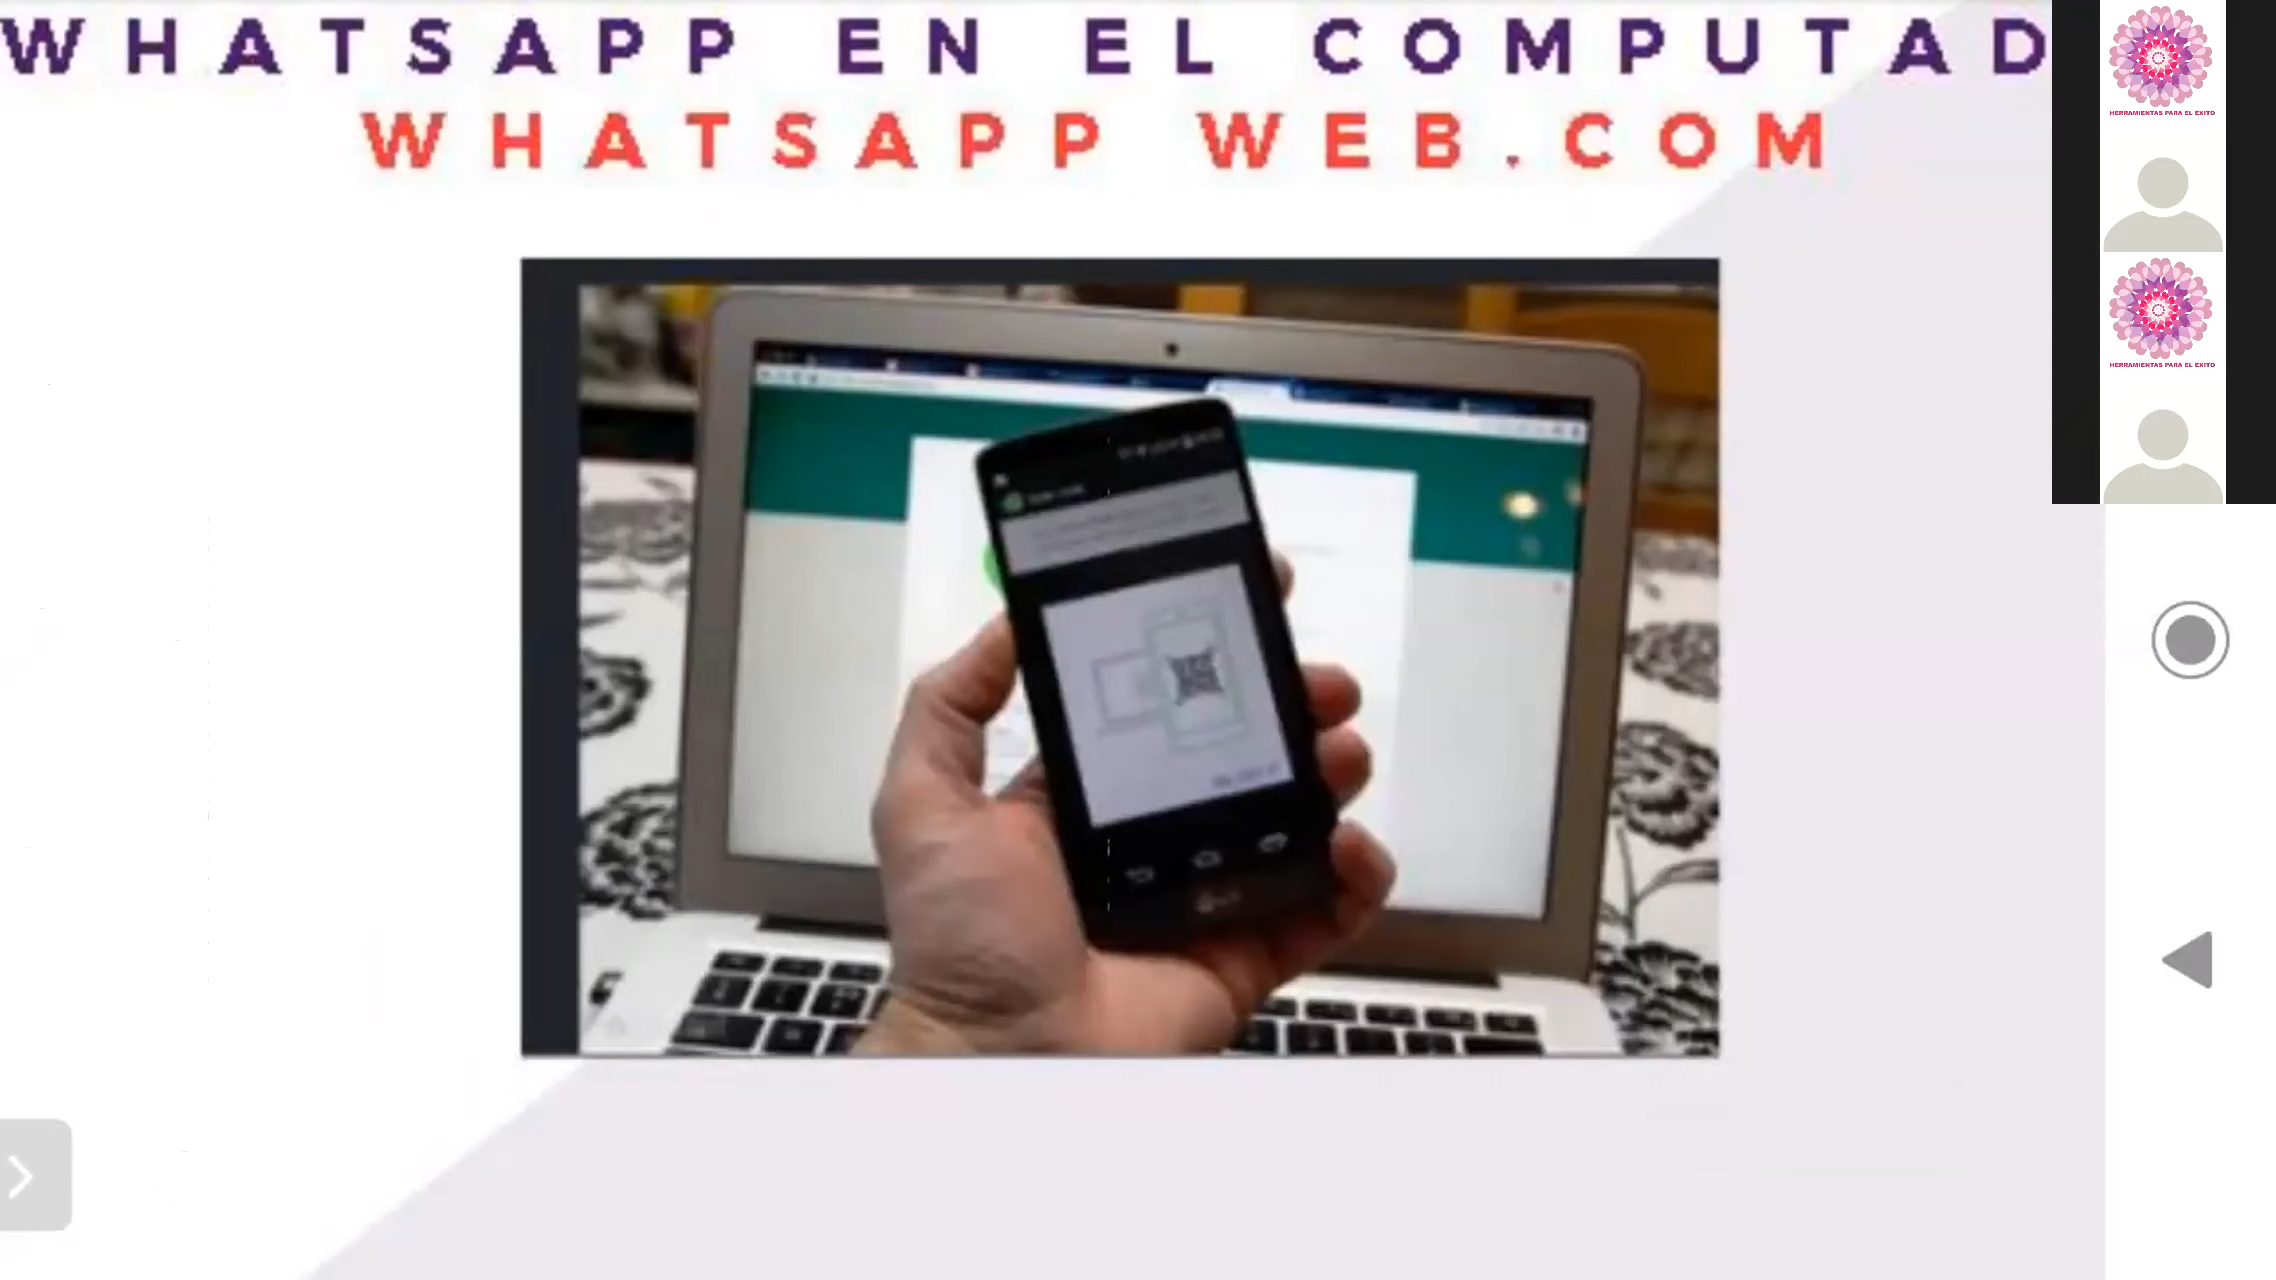 WHATSAPP EN EL COMPUTAD
WHATSAPP WEB.COM
HERRAMIENTAS PARA EL EXITO
HERRAMIENTAS PARA EL EXITO